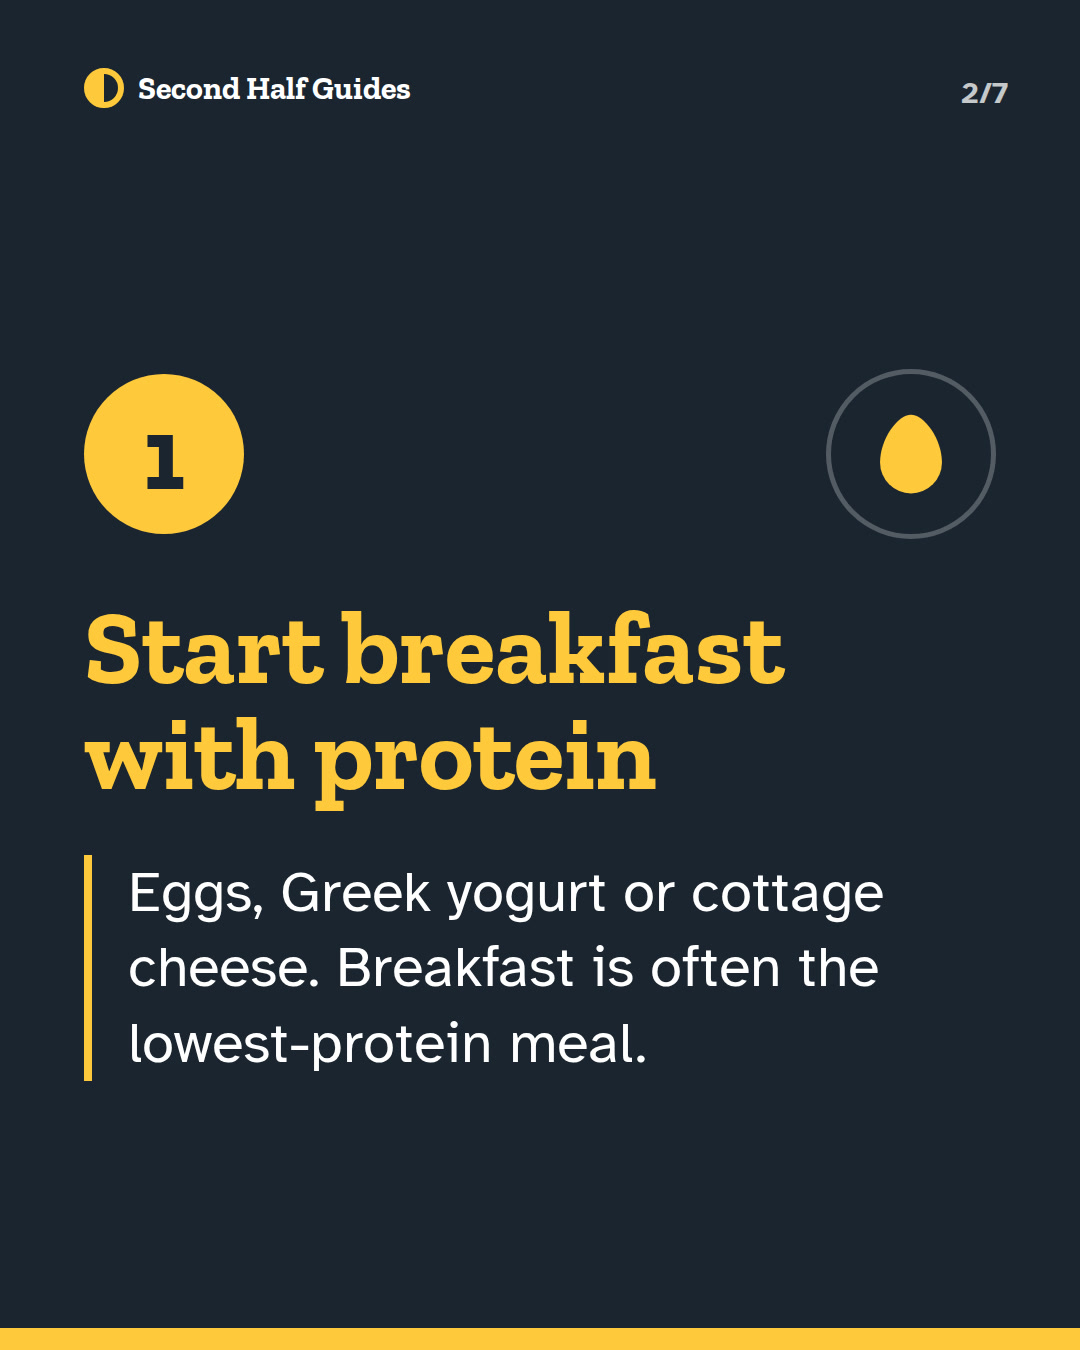 Second Half Guides
2/7
1
Start breakfast
with protein
Eggs, Greek yogurt or cottage
cheese. Breakfast is often the
lowest-protein meal.